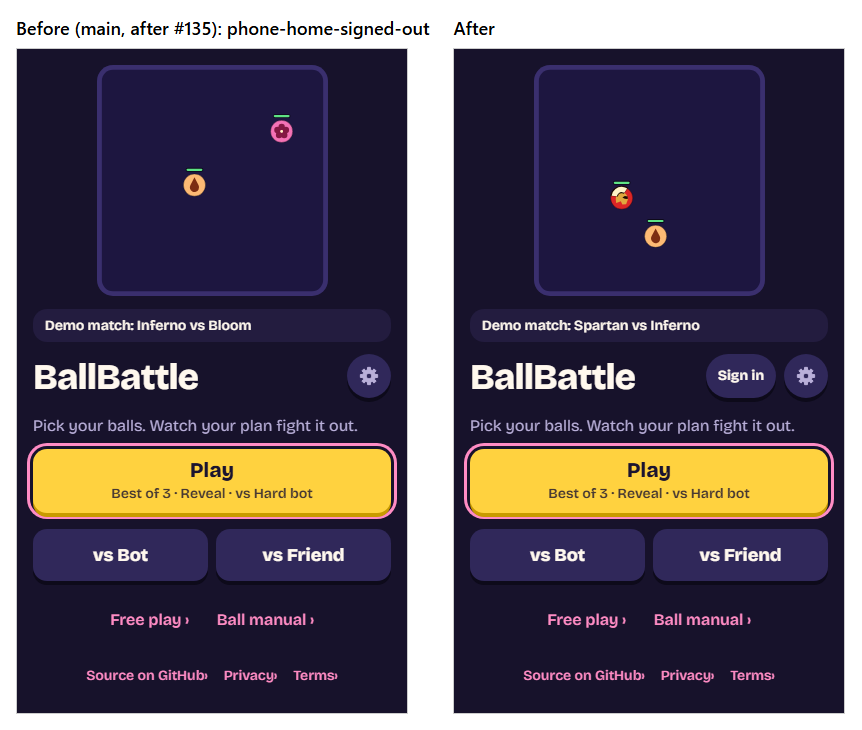 Before (main, after #135): phone-home-signed-out
After
Demo match: Inferno vs Bloom
BallBattle
Pick your balls. Watch your plan fight it out.
Play
Best of 3 · Reveal · vs Hard bot
vs Bot
vs Friend
Free play ›
Ball manual ›
Source on GitHub›
Privacy›
Terms›
Demo match: Spartan vs Inferno
BallBattle
Sign in
Pick your balls. Watch your plan fight it out.
Play
Best of 3 · Reveal · vs Hard bot
vs Bot
vs Friend
Free play ›
Ball manual ›
Source on GitHub›
Privacy›
Terms›